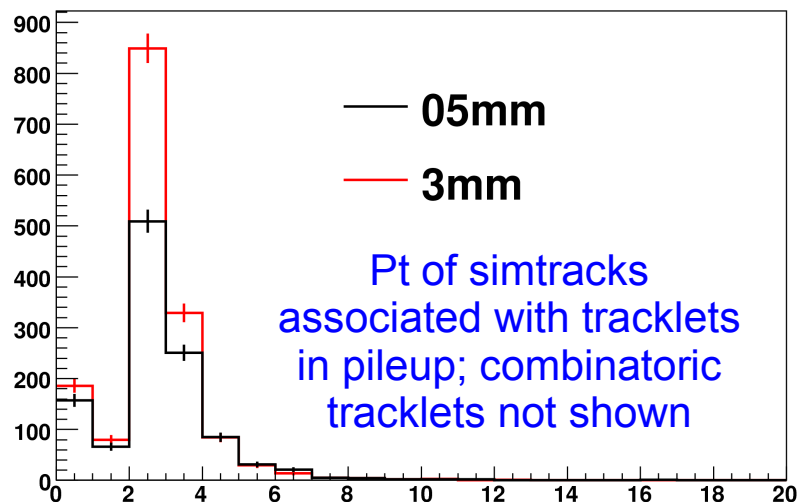 900
800
700
600
500
400
300
200
100
0
05mm
3mm
Pt of simtracks
associated with tracklets
in pileup; combinatoric
tracklets not shown
0 2 4 6 8 10 12 14 16 18 20